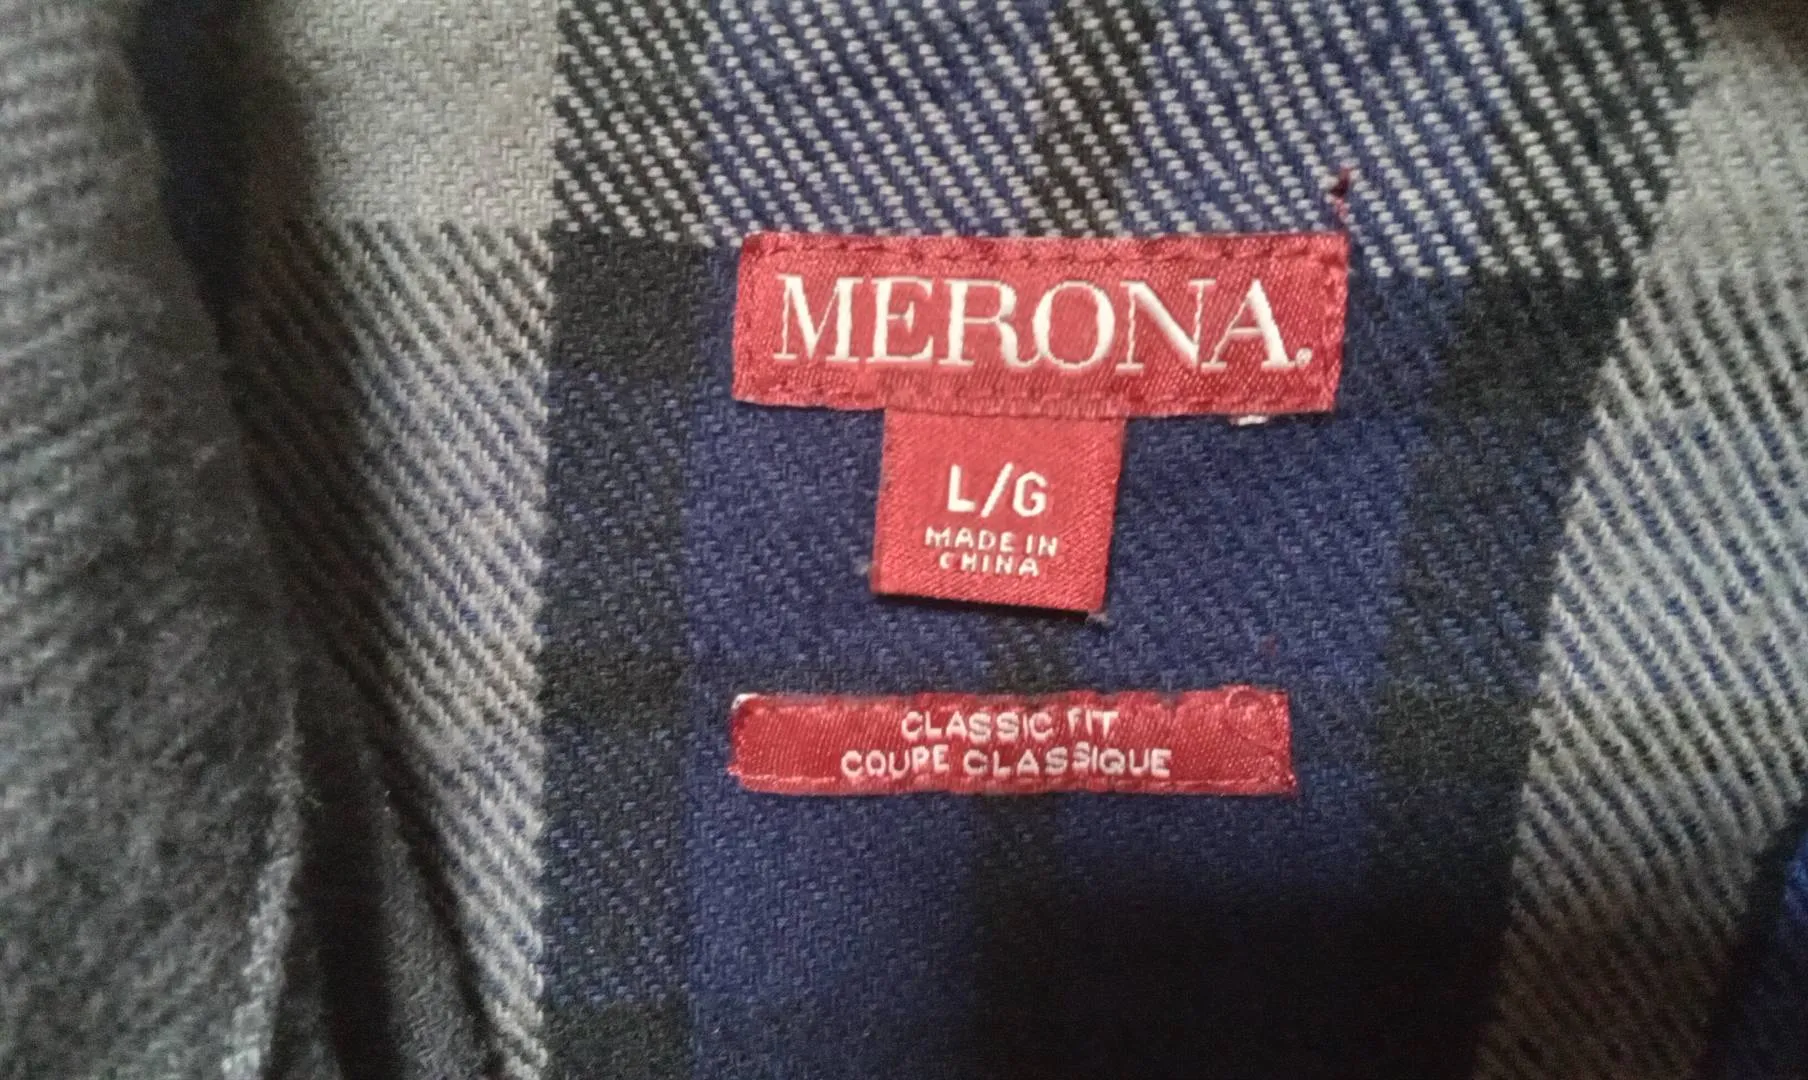 MERONA
L/G
MADE IN
CHINA
CLASSIC FIT
COUPE CLASSIQUE